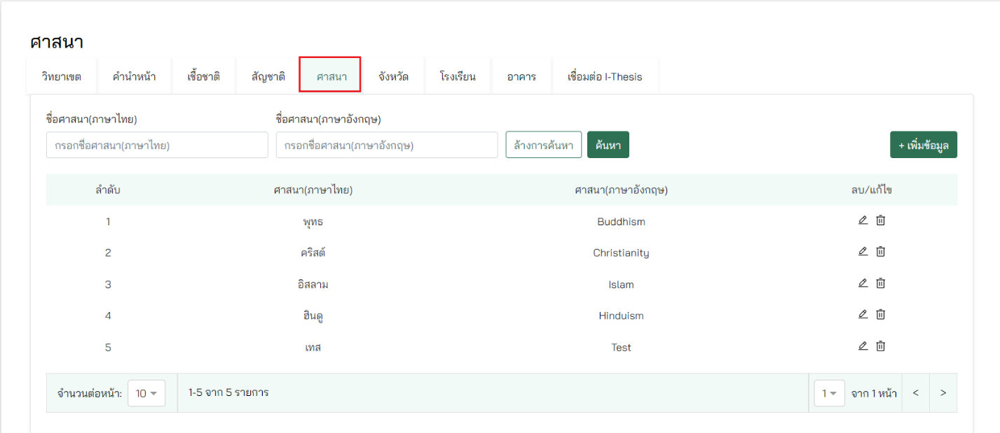 ศาสนา
วิทยาเขต คำนำหน้า เชื้อชาติ สัญชาติ ศาสนา จังหวัด โรงเรียน อาคาร เชื่อมต่อ I-Thesis
ชื่อศาสนา(ภาษาไทย) ชื่อศาสนา(ภาษาอังกฤษ)
กรอกชื่อศาสนา(ภาษาไทย) กรอกชื่อศาสนา(ภาษาอังกฤษ) ล้างการค้นหา ค้นหา + เพิ่มข้อมูล
ลำดับ ศาสนา(ภาษาไทย) ศาสนา(ภาษาอังกฤษ) ลบ/แก้ไข
1 พุทธ Buddhism
2 คริสต์ Christianity
3 อิสลาม Islam
4 ฮินดู Hinduism
5 เทส Test
จำนวนต่อหน้า: 10 1-5 จาก 5 รายการ 1 จาก 1 หน้า < >